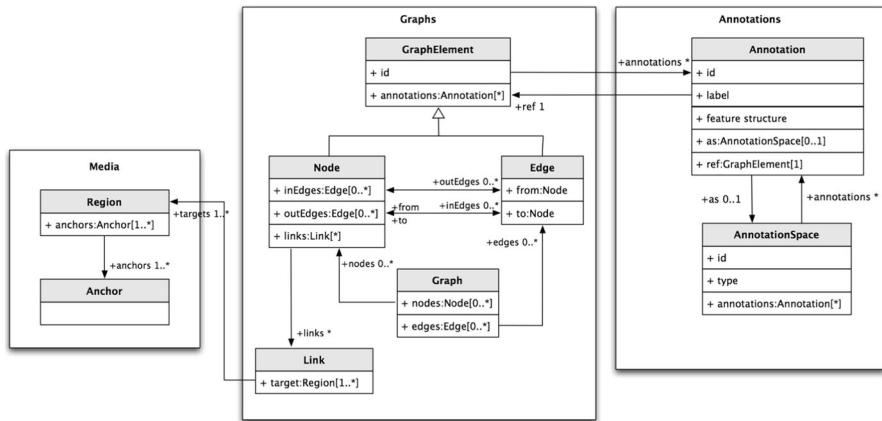 Graphs
GraphElement
+ id
+ annotations:Annotation[*]
+annotations *
+ref 1
Node
+ inEdges:Edge[0..*]
+ outEdges:Edge[0..*]
+ links:Link[*]
Edge
+ from:Node
+ to:Node
+outEdges 0..*
+from
+inEdges 0..*
+to
+edges 0..*
+nodes 0..*
Graph
+ nodes:Node[0..*]
+ edges:Edge[0..*]
+links *
Link
+ target:Region[1..*]
Media
Region
+ anchors:Anchor[1..*]
+targets 1..*
+anchors 1..*
Anchor
Annotations
Annotation
+ id
+ label
+ feature structure
+ as:AnnotationSpace[0..1]
+ ref:GraphElement[1]
+as 0..1
+annotations *
AnnotationSpace
+ id
+ type
+ annotations:Annotation[*]